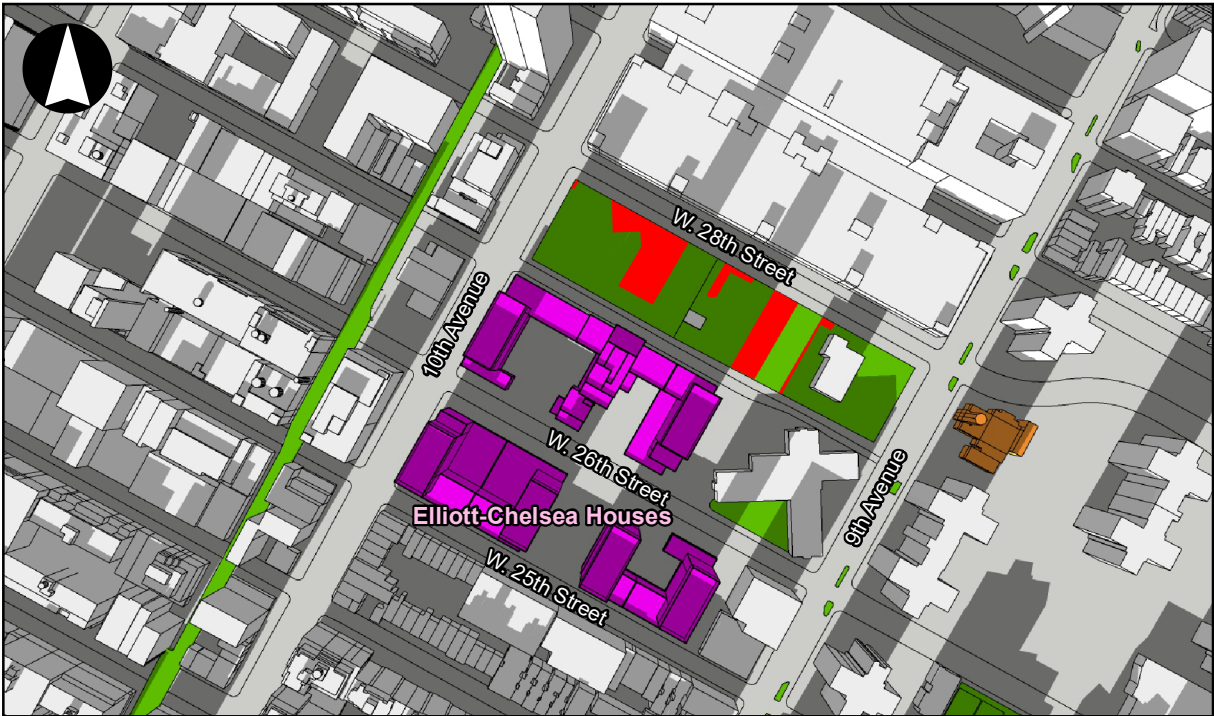 W. 28th Street
10th Avenue
W. 26th Street
9th Avenue
Elliott-Chelsea Houses
W. 25th Street